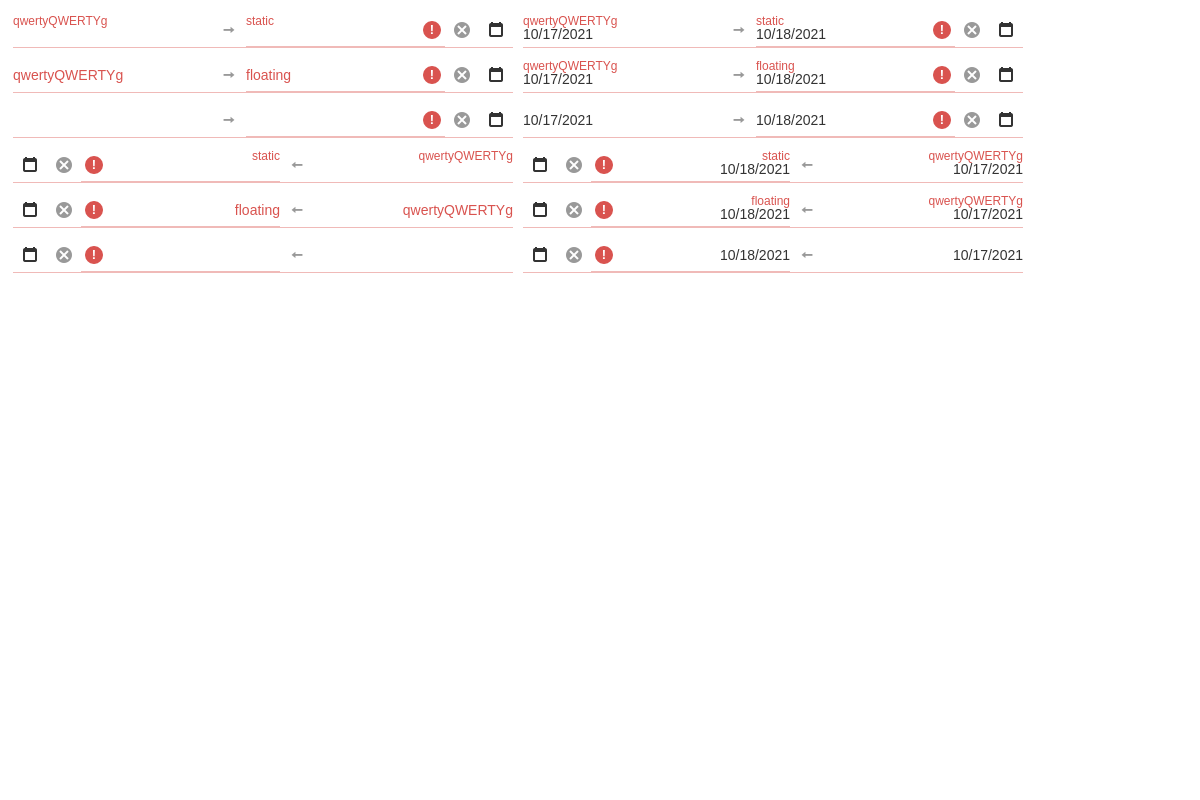 qwertyQWERTYg static qwertyQWERTYg static
10/17/2021 10/18/2021
qwertyQWERTYg floating qwertyQWERTYg floating
10/17/2021 10/18/2021
10/17/2021 10/18/2021
static qwertyQWERTYg static qwertyQWERTYg
10/18/2021 10/17/2021
floating qwertyQWERTYg floating qwertyQWERTYg
10/18/2021 10/17/2021
10/18/2021 10/17/2021